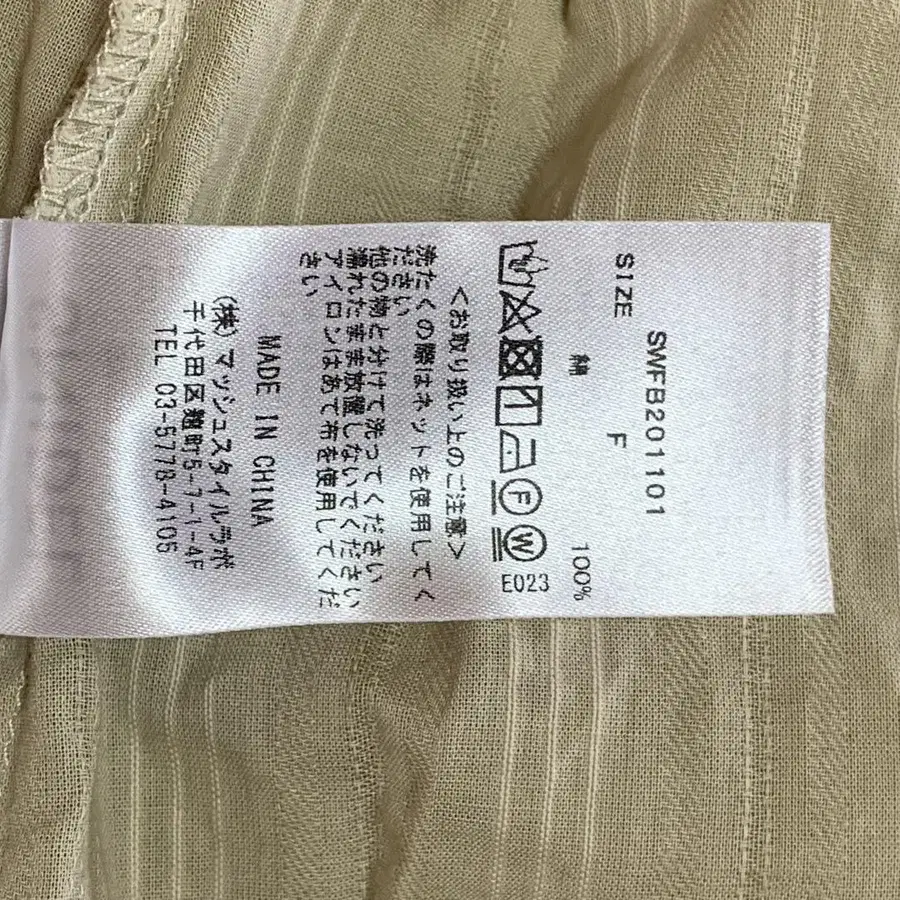 SWFB201101
SIZE F
綿 100%
F W
E023
<お取り扱い上のご注意>
洗たくの際はネットを使用してく
ださい
他の物と分けて洗ってください
濡れたまま放置しないでください
アイロンはあて布を使用してくだ
さい
MADE IN CHINA
(株)マッシュスタイルラボ
千代田区麹町5-7-1-4F
TEL 03-5778-4105